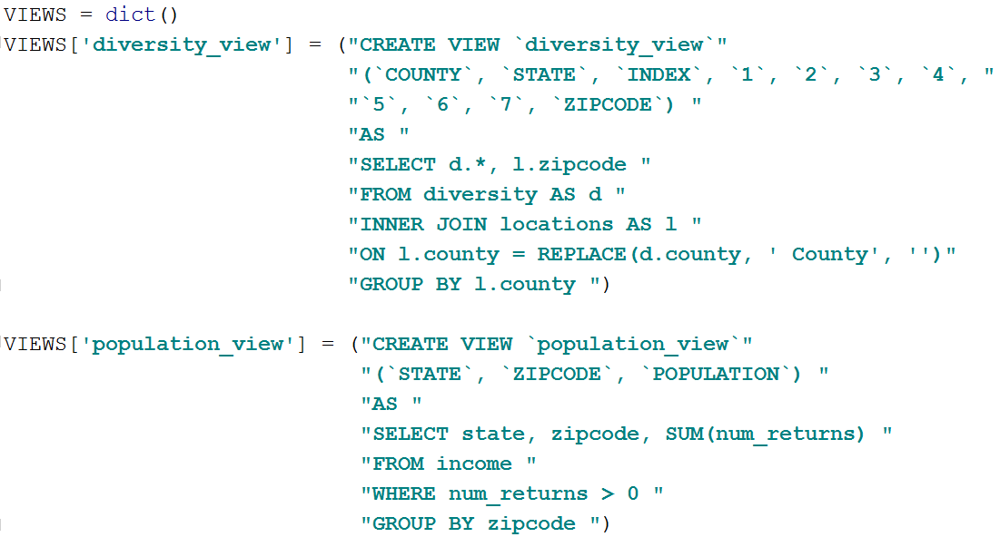 VIEWS = dict()
VIEWS['diversity_view'] = ("CREATE VIEW `diversity_view`"
"(`COUNTY`, `STATE`, `INDEX`, `1`, `2`, `3`, `4`, "
"`5`, `6`, `7`, `ZIPCODE`) "
"AS "
"SELECT d.*, l.zipcode "
"FROM diversity AS d "
"INNER JOIN locations AS l "
"ON l.county = REPLACE(d.county, ' County', '')"
"GROUP BY l.county ")
VIEWS['population_view'] = ("CREATE VIEW `population_view`"
"(`STATE`, `ZIPCODE`, `POPULATION`) "
"AS "
"SELECT state, zipcode, SUM(num_returns) "
"FROM income "
"WHERE num_returns > 0 "
"GROUP BY zipcode ")